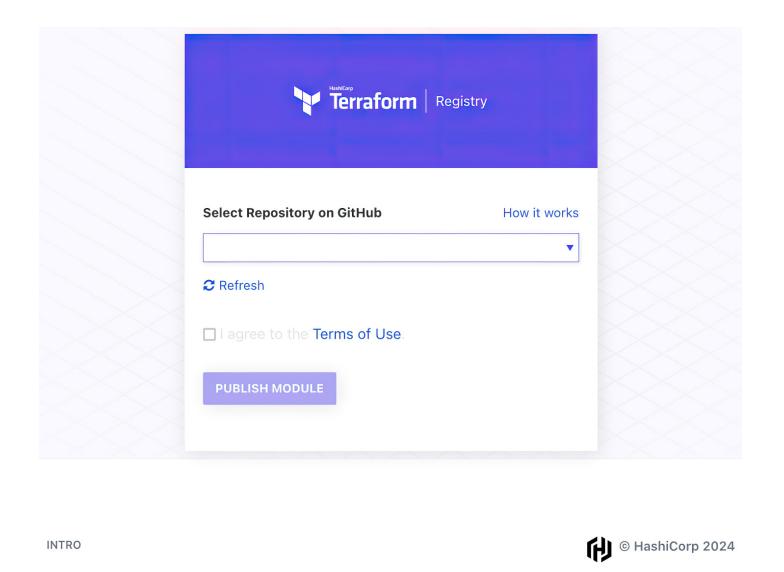 HashiCorp
Terraform | Registry
Select Repository on GitHub How it works
Refresh
I agree to the Terms of Use.
PUBLISH MODULE
INTRO © HashiCorp 2024